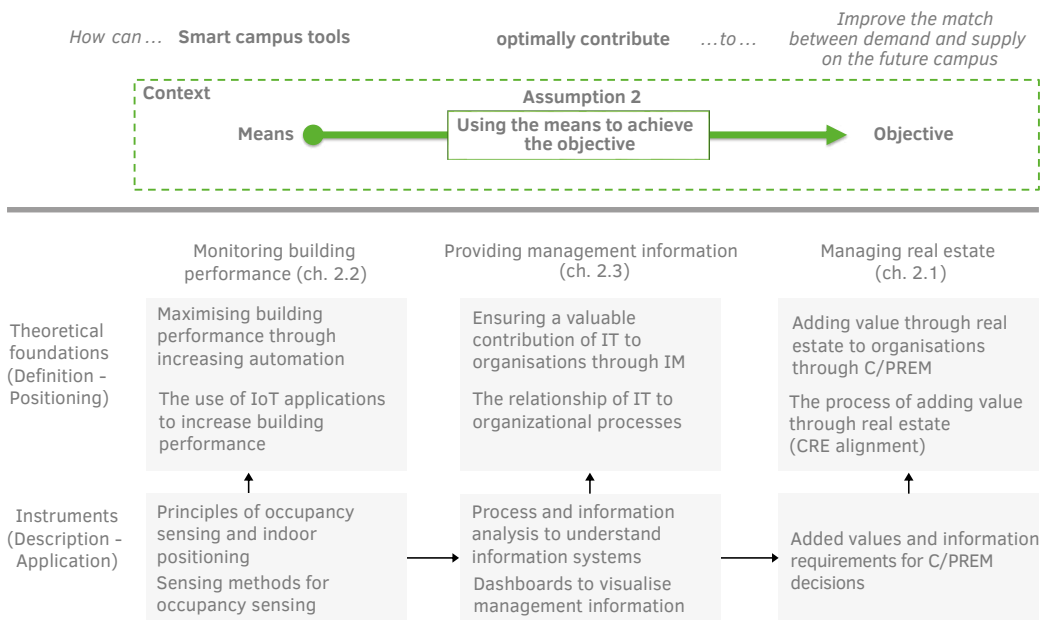 How can … Smart campus tools optimally contribute …to … Improve the match
between demand and supply
on the future campus
Context
Assumption 2
Means
Using the means to achieve
the objective
Objective
Monitoring building
performance (ch. 2.2)
Providing management information
(ch. 2.3)
Managing real estate
(ch. 2.1)
Theoretical
foundations
(Definition -
Positioning)
Maximising building
performance through
increasing automation
The use of IoT applications
to increase building
performance
Ensuring a valuable
contribution of IT to
organisations through IM
The relationship of IT to
organizational processes
Adding value through real
estate to organisations
through C/PREM
The process of adding value
through real estate
(CRE alignment)
Instruments
(Description -
Application)
Principles of occupancy
sensing and indoor
positioning
Sensing methods for
occupancy sensing
Process and information
analysis to understand
information systems
Dashboards to visualise
management information
Added values and information
requirements for C/PREM
decisions